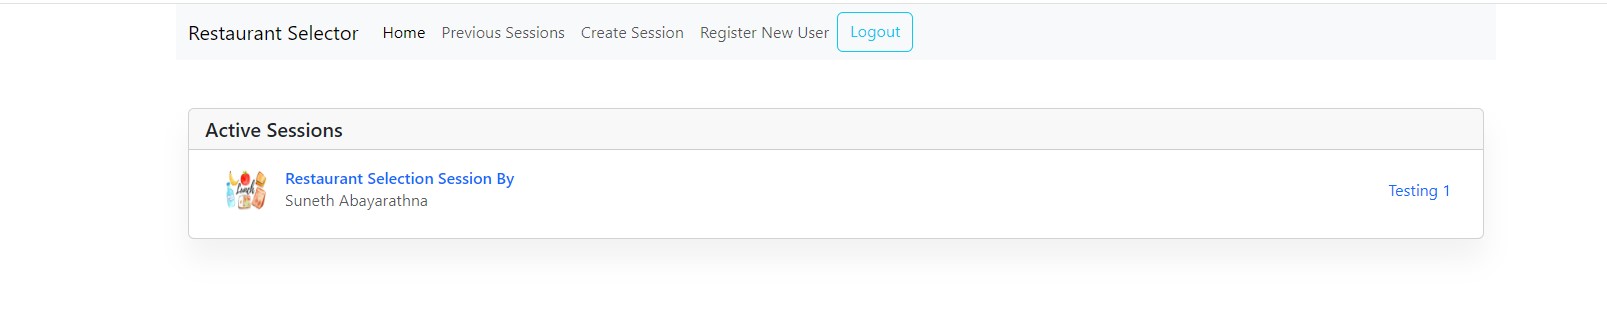 Restaurant Selector Home Previous Sessions Create Session Register New User Logout
Active Sessions
Lunch
Restaurant Selection Session By
Suneth Abayarathna
Testing 1